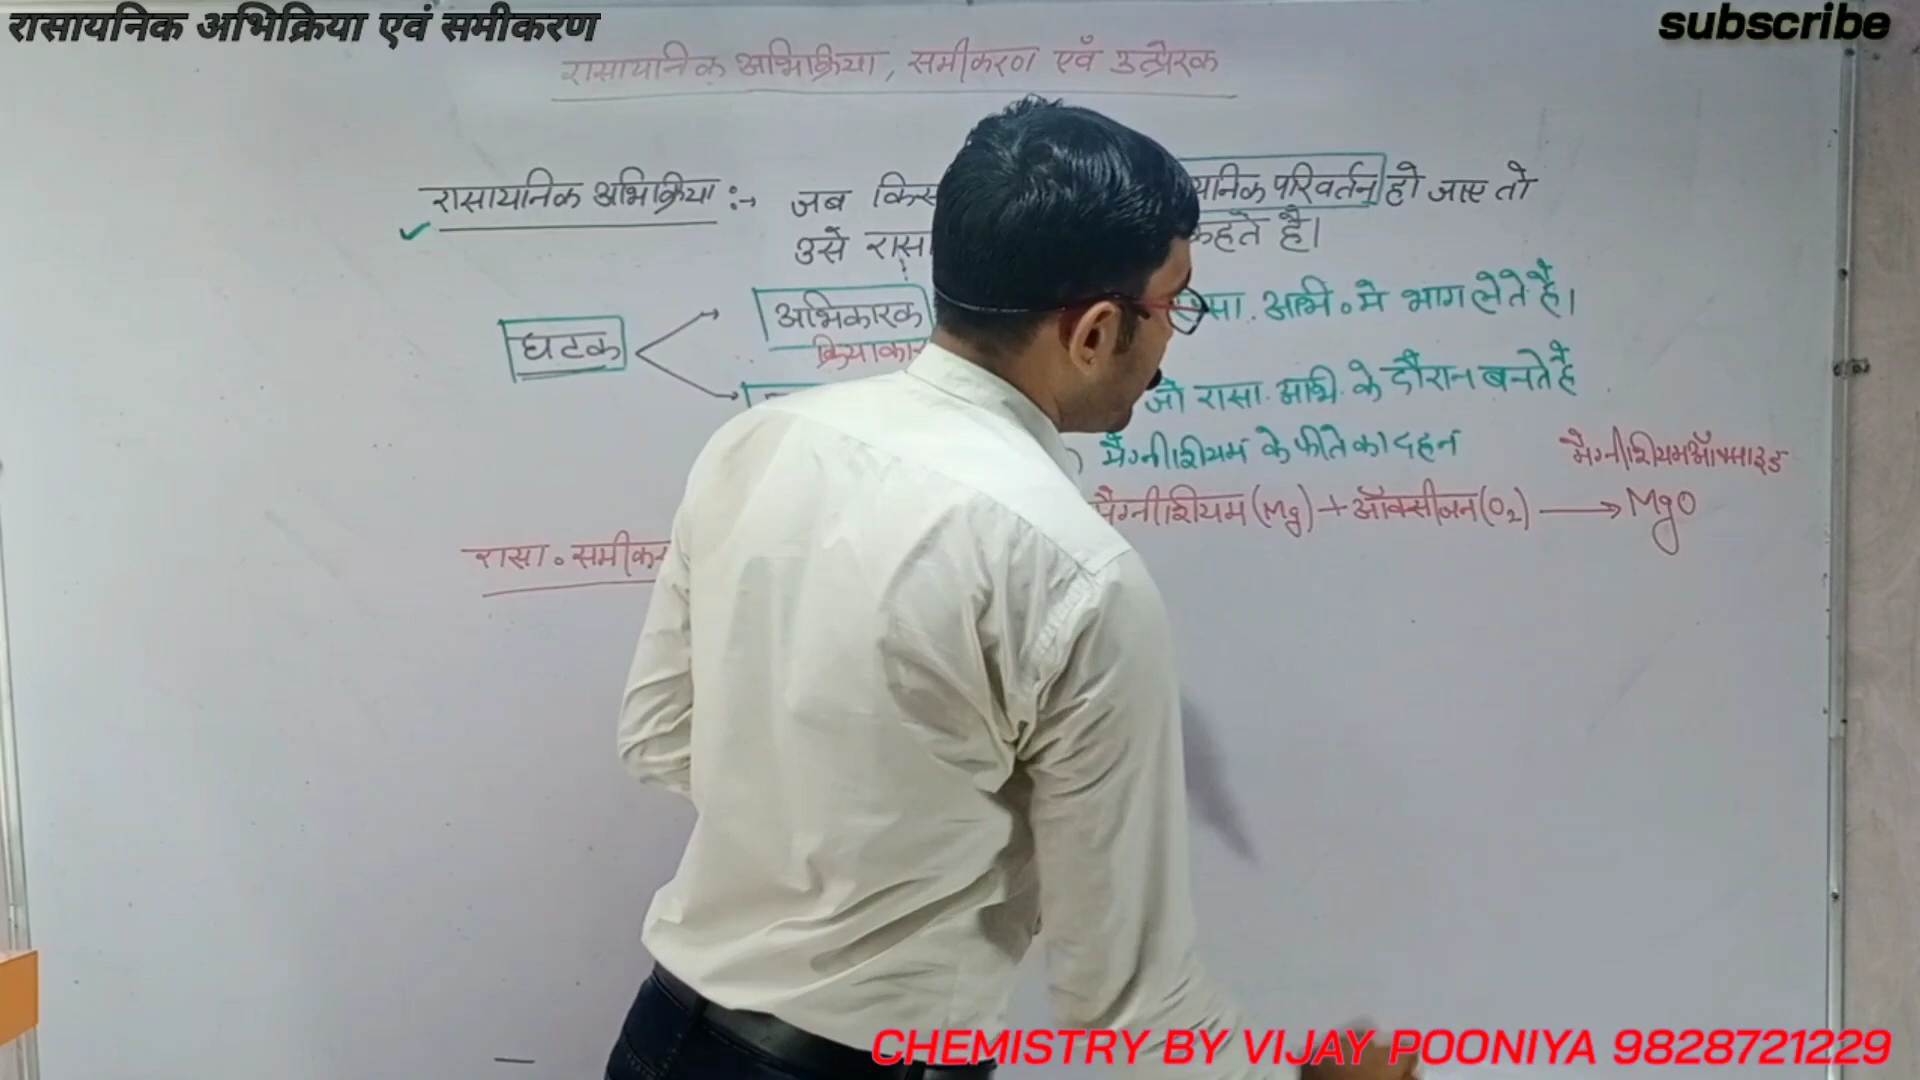 रासायनिक अभिक्रिया एवं समीकरण
subscribe
रासायनिक अभिक्रिया, समीकरण एवँ उत्प्रेरक
रासायनिक अभिक्रिया :→ जब परिवर्तन हो जाए तो
उसे कहते है।
अभिकारक रासा. अभि. मे भाग लेते है।
घटक
जो रासा. अभि. के दौरान बनते है
मैग्नीशियम के फीते का दहन
मैग्नीशियम ऑक्साइड
मैग्नीशियम (Mg) + ऑक्सीजन (O₂) ⟶ MgO
रासा.
CHEMISTRY BY VIJAY POONIYA 9828721229